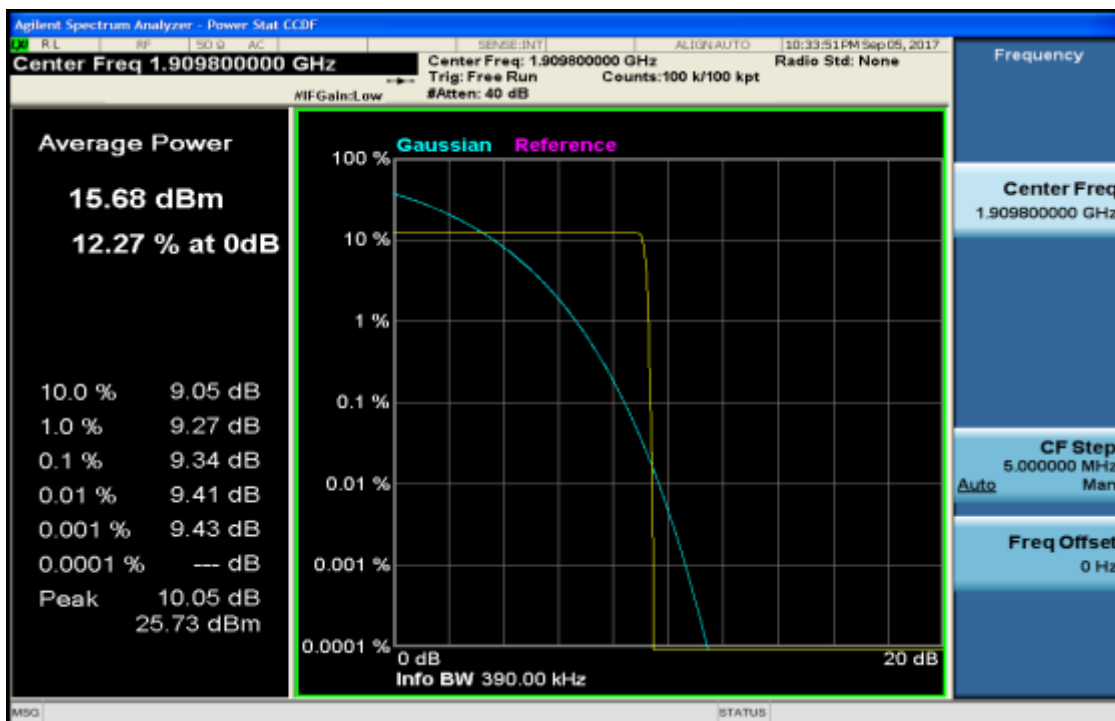 Agilent Spectrum Analyzer - Power Stat CCDF
LXI RL RF 50 Ω AC SENSE:INT ALIGN AUTO 10:33:51 PM Sep 05, 2017
Center Freq 1.909800000 GHz
Center Freq: 1.909800000 GHz Radio Std: None
Trig: Free Run Counts:100 k/100 kpt
#IFGain:Low #Atten: 40 dB
Frequency
Average Power
15.68 dBm
12.27 % at 0dB
10.0 % 9.05 dB
1.0 % 9.27 dB
0.1 % 9.34 dB
0.01 % 9.41 dB
0.001 % 9.43 dB
0.0001 % --- dB
Peak 10.05 dB
25.73 dBm
Gaussian Reference
100 %
10 %
1 %
0.1 %
0.01 %
0.001 %
0.0001 %
0 dB 20 dB
Info BW 390.00 kHz
Center Freq
1.909800000 GHz
CF Step
5.000000 MHz
Auto Man
Freq Offset
0 Hz
MSG STATUS